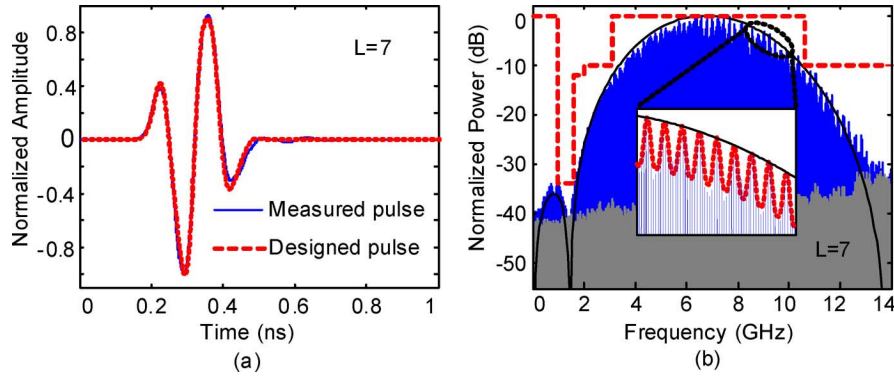 Normalized Amplitude
0.8
0.4
0
-0.4
-0.8
L=7
Measured pulse
Designed pulse
0 0.2 0.4 0.6 0.8 1
Time (ns)
(a)
Normalized Power (dB)
0
-10
-20
-30
-40
-50
L=7
0 2 4 6 8 10 12 14
Frequency (GHz)
(b)